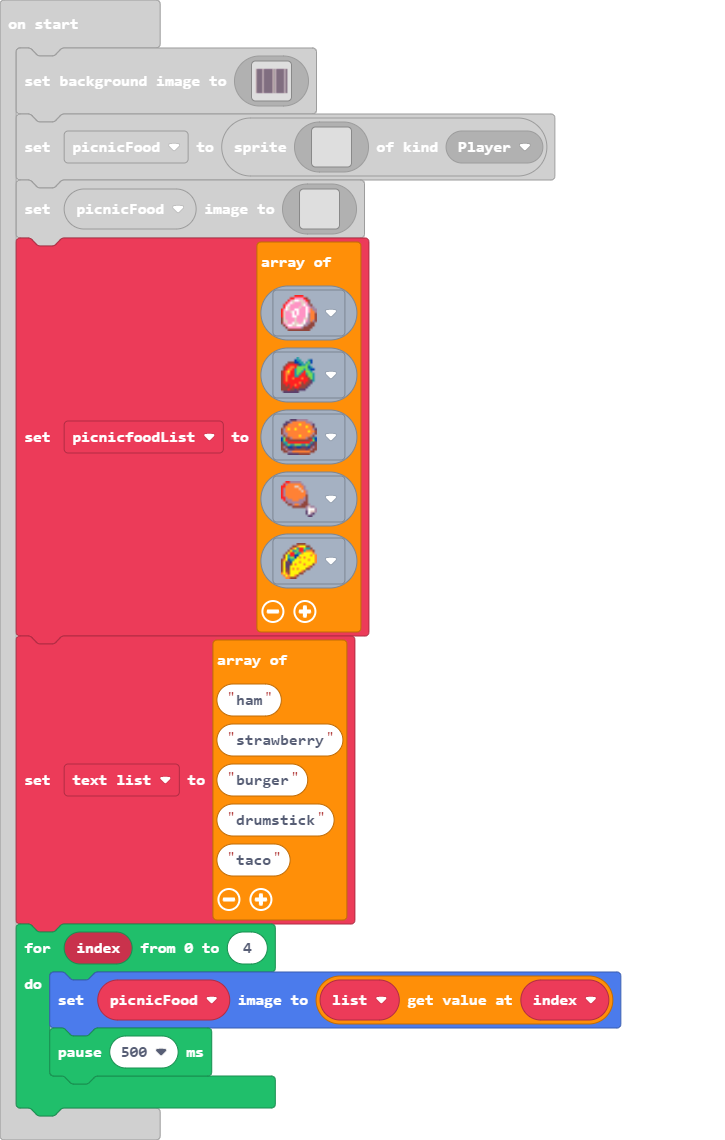 on start
set background image to
set picnicFood to sprite of kind Player
set picnicFood image to
array of
set picnicfoodList to
array of
"ham"
"strawberry"
"burger"
set text list to
"drumstick"
"taco"
for index from 0 to 4
do
set picnicFood image to list get value at index
pause 500 ms